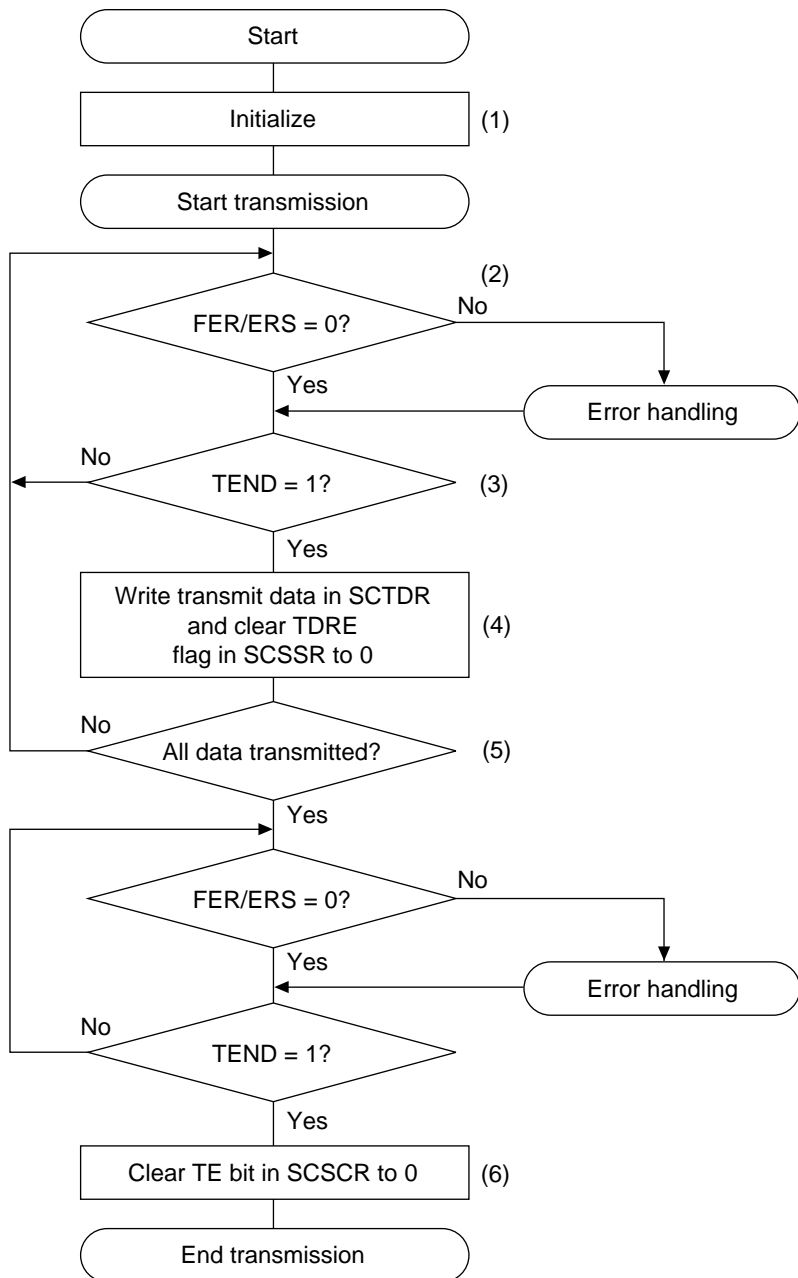 Start
Initialize
(1)
Start transmission
(2)
FER/ERS = 0?
No
Yes
Error handling
No
TEND = 1?
(3)
Yes
Write transmit data in SCTDR
and clear TDRE
flag in SCSSR to 0
(4)
No
All data transmitted?
(5)
Yes
FER/ERS = 0?
No
Yes
Error handling
No
TEND = 1?
Yes
Clear TE bit in SCSCR to 0
(6)
End transmission